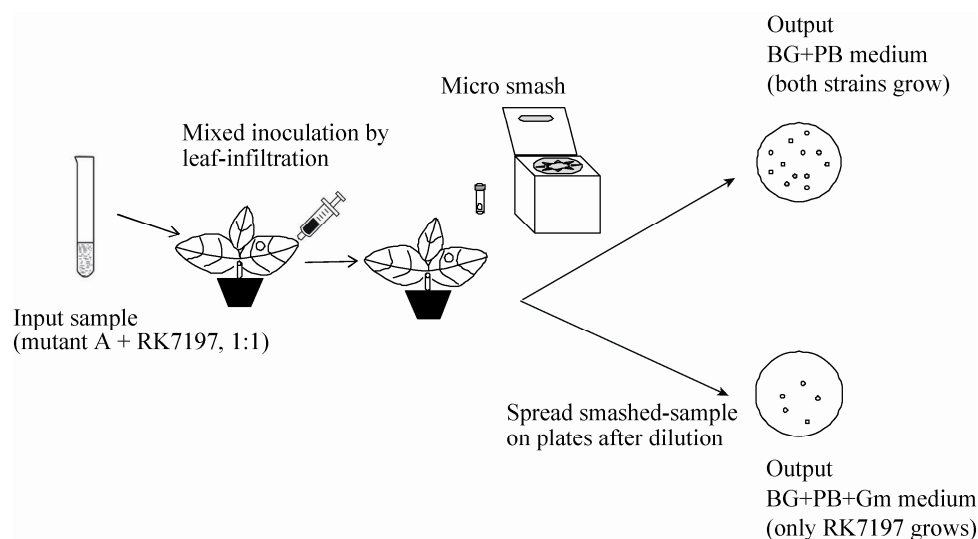 Input sample
(mutant A + RK7197, 1:1)
Mixed inoculation by
leaf-infiltration
Micro smash
Spread smashed-sample
on plates after dilution
Output
BG+PB medium
(both strains grow)
Output
BG+PB+Gm medium
(only RK7197 grows)